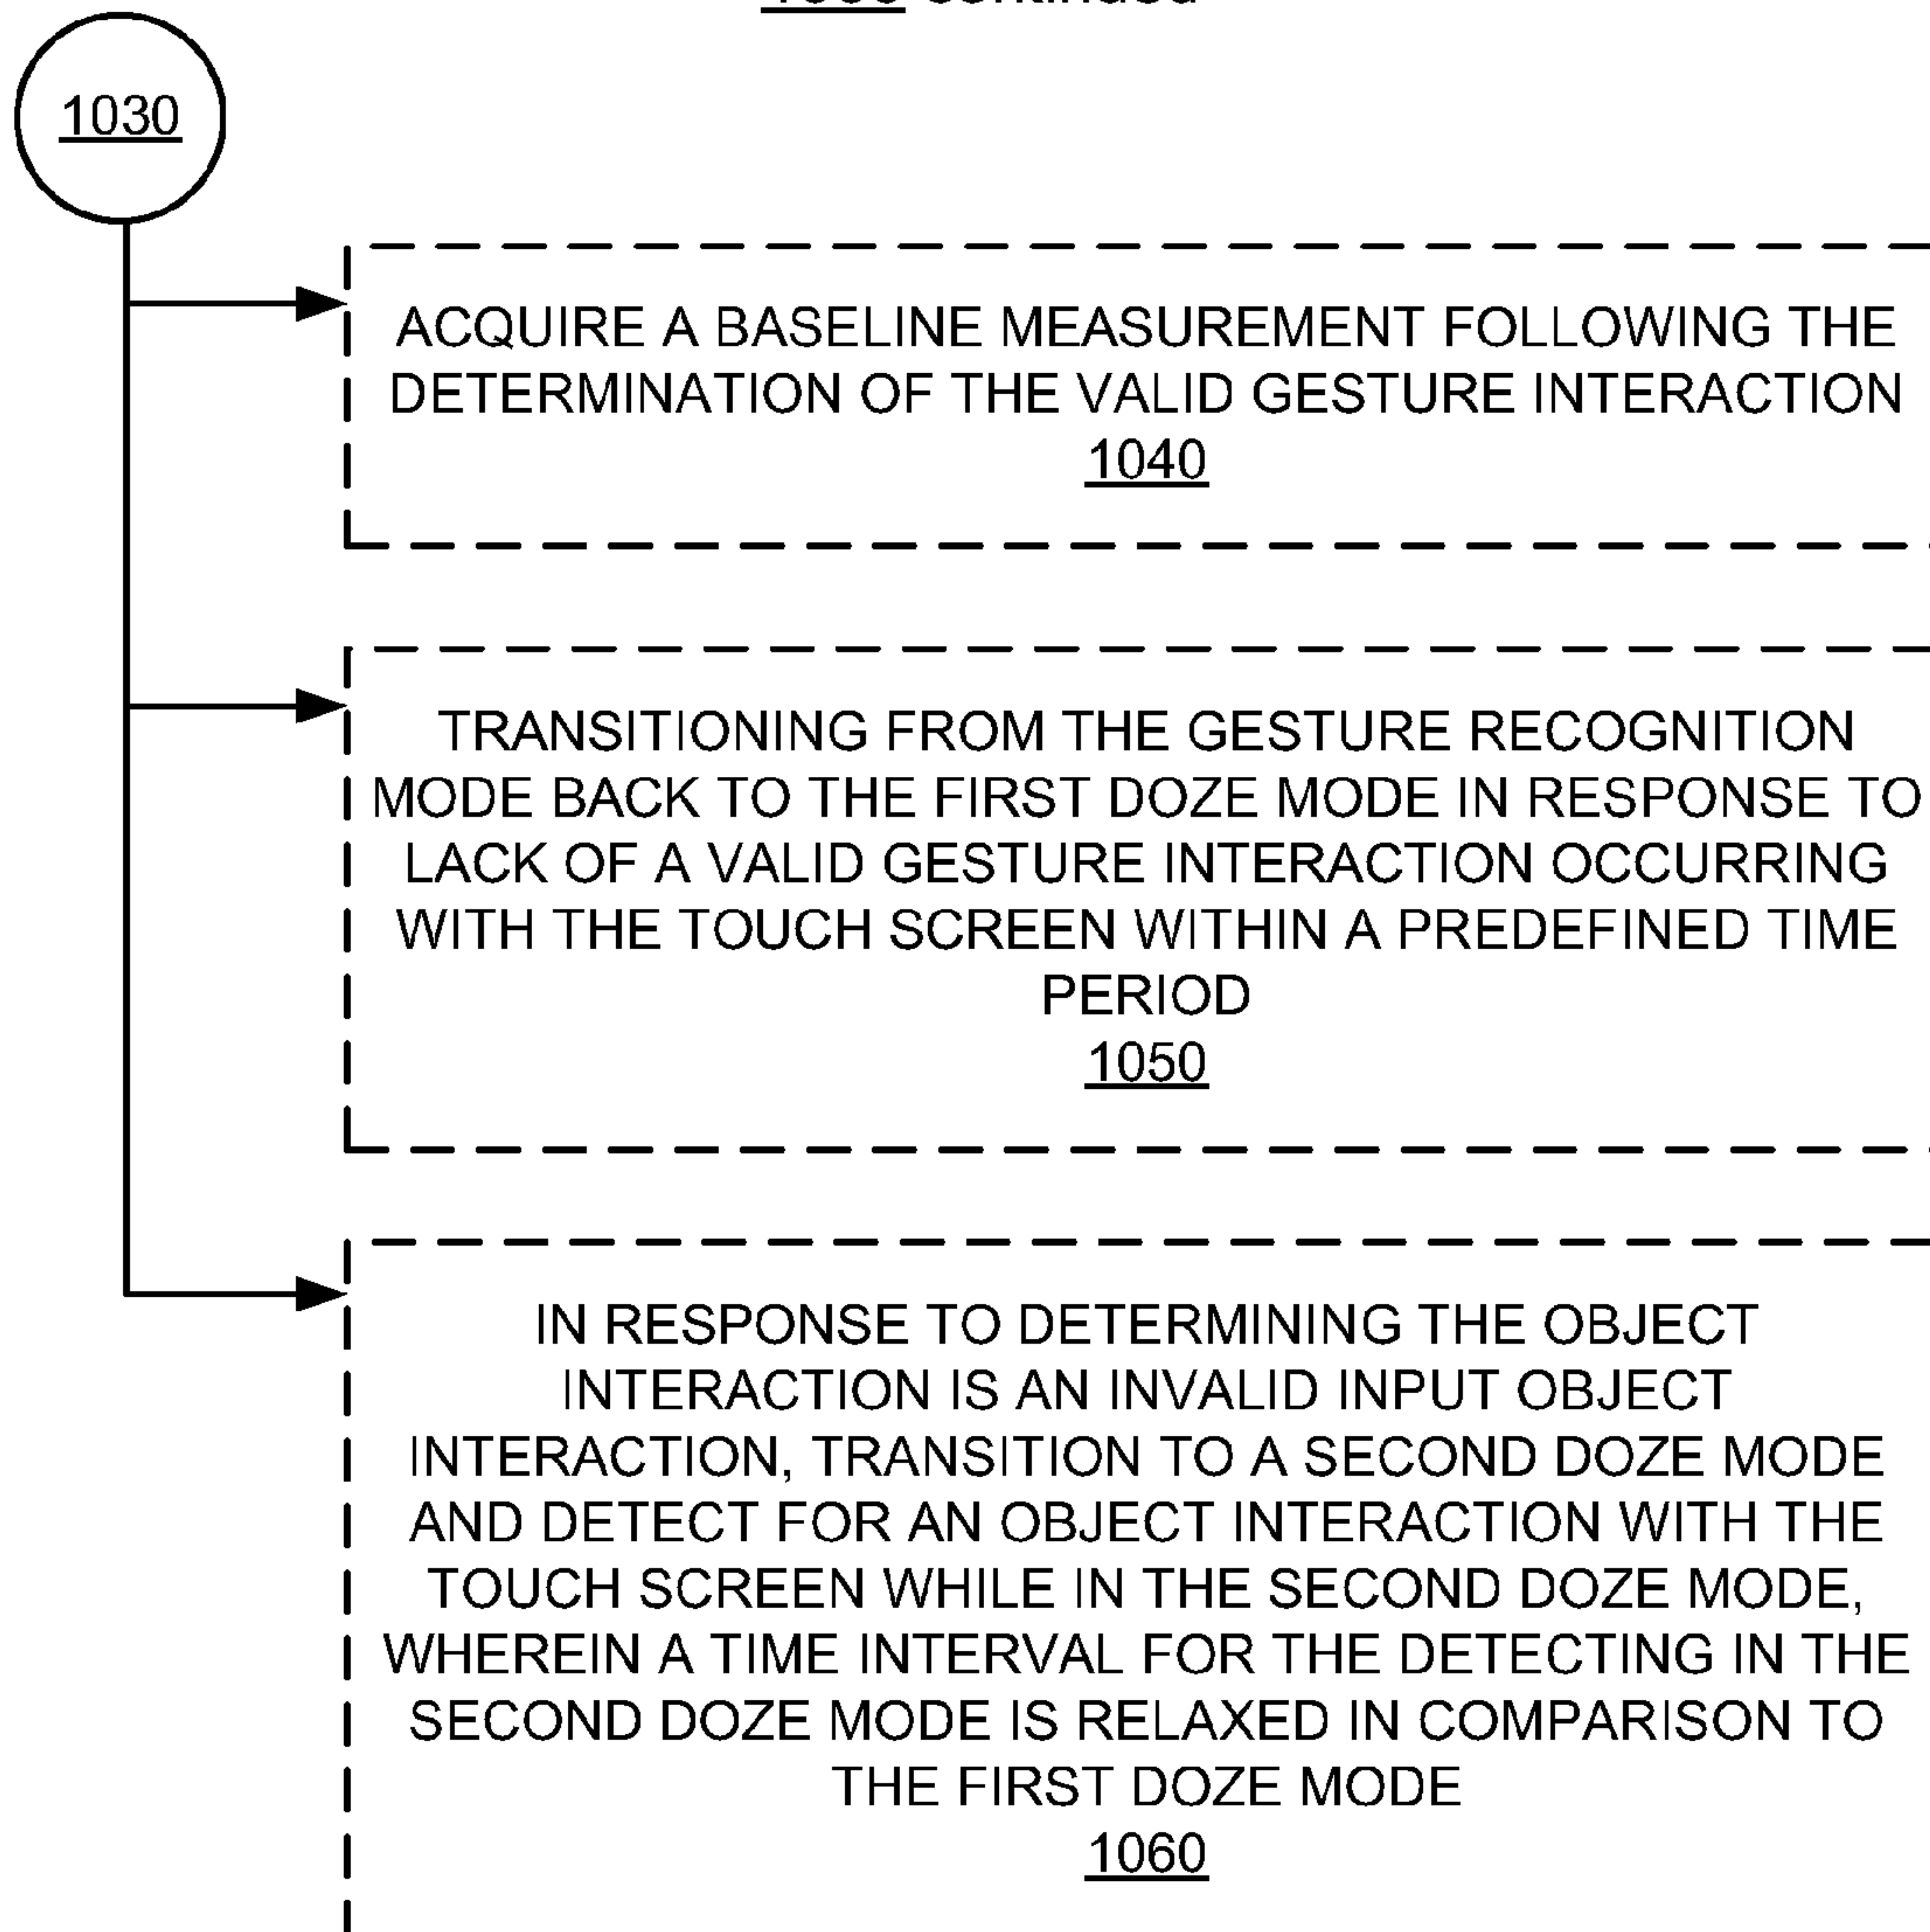 continued
1030
ACQUIRE A BASELINE MEASUREMENT FOLLOWING THE
DETERMINATION OF THE VALID GESTURE INTERACTION
1040
TRANSITIONING FROM THE GESTURE RECOGNITION
MODE BACK TO THE FIRST DOZE MODE IN RESPONSE TO
LACK OF A VALID GESTURE INTERACTION OCCURRING
WITH THE TOUCH SCREEN WITHIN A PREDEFINED TIME
PERIOD
1050
IN RESPONSE TO DETERMINING THE OBJECT
INTERACTION IS AN INVALID INPUT OBJECT
INTERACTION, TRANSITION TO A SECOND DOZE MODE
AND DETECT FOR AN OBJECT INTERACTION WITH THE
TOUCH SCREEN WHILE IN THE SECOND DOZE MODE,
WHEREIN A TIME INTERVAL FOR THE DETECTING IN THE
SECOND DOZE MODE IS RELAXED IN COMPARISON TO
THE FIRST DOZE MODE
1060